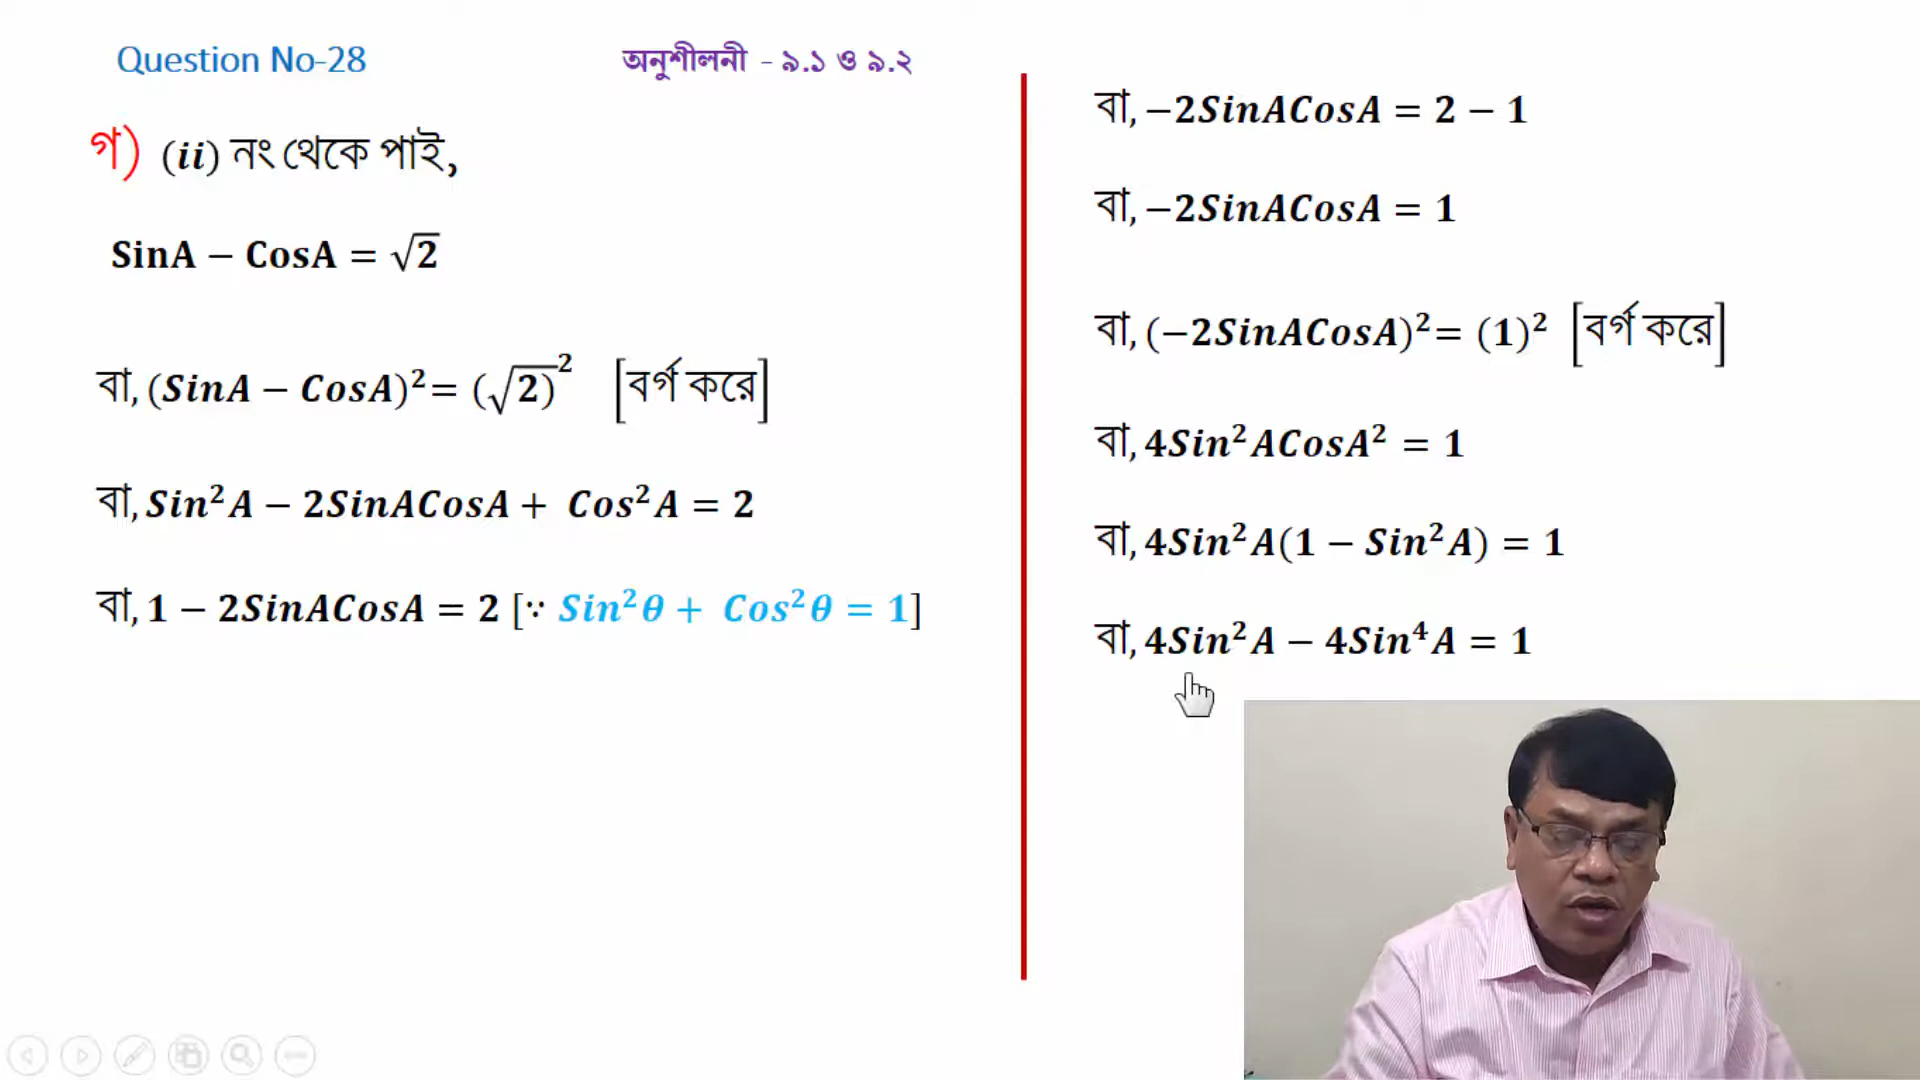 Question No-28
অনুশীলনী - ৯.১ ও ৯.২
গ) (ii) নং থেকে পাই,
SinA − CosA = √2
বা, (SinA − CosA)²= (√2)² [বর্গ করে]
বা, Sin²A − 2SinACosA + Cos²A = 2
বা, 1 − 2SinACosA = 2 [∵ Sin²θ + Cos²θ = 1]
বা, −2SinACosA = 2 − 1
বা, −2SinACosA = 1
বা, (−2SinACosA)²= (1)² [বর্গ করে]
বা, 4Sin²ACosA² = 1
বা, 4Sin²A(1 − Sin²A) = 1
বা, 4Sin²A − 4Sin⁴A = 1